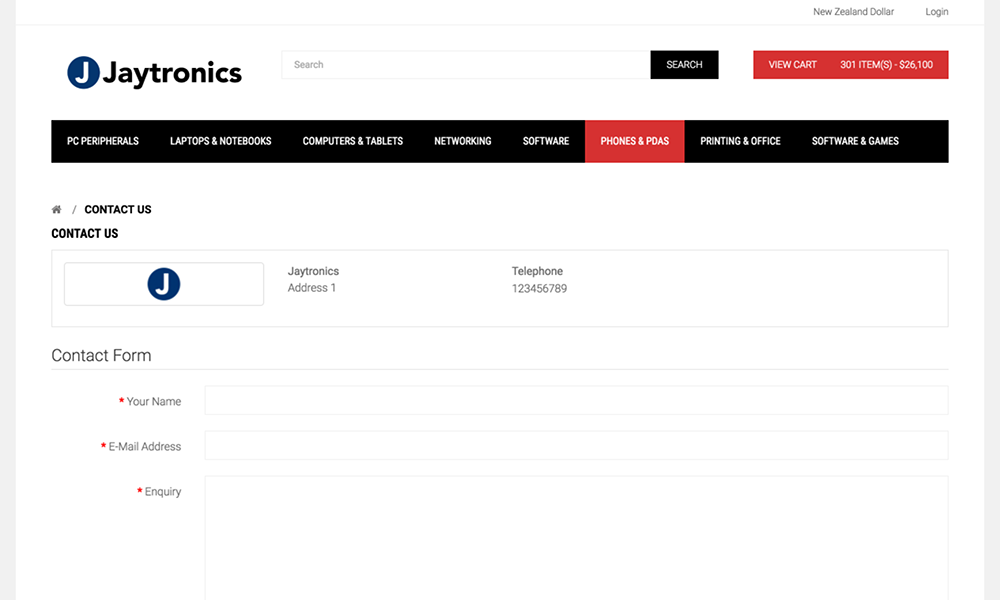 New Zealand Dollar Login
J Jaytronics
Search SEARCH VIEW CART 301 ITEM(S) - $26,100
PC PERIPHERALS LAPTOPS & NOTEBOOKS COMPUTERS & TABLETS NETWORKING SOFTWARE PHONES & PDAS PRINTING & OFFICE SOFTWARE & GAMES
/ CONTACT US
CONTACT US
J
Jaytronics Telephone
Address 1 123456789
Contact Form
* Your Name
* E-Mail Address
* Enquiry